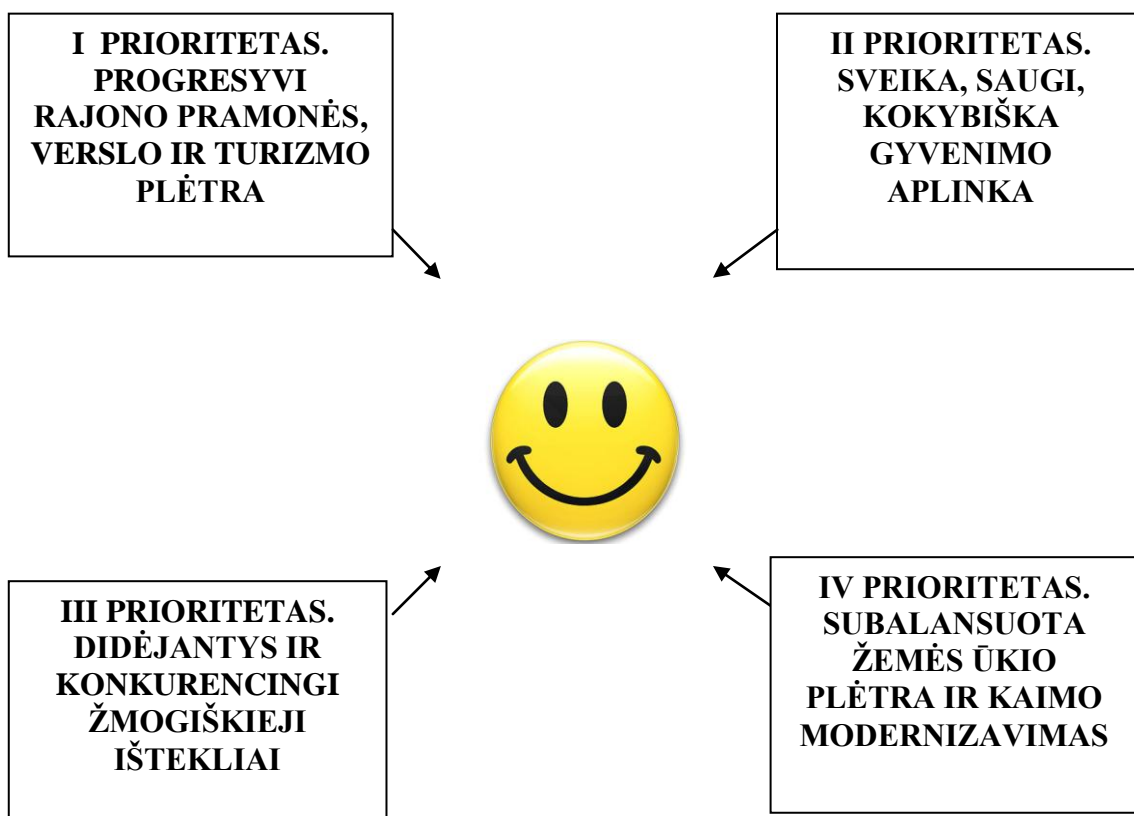 I PRIORITETAS.
PROGRESYVI
RAJONO PRAMONĖS,
VERSLO IR TURIZMO
PLĖTRA
II PRIORITETAS.
SVEIKA, SAUGI,
KOKYBIŠKA
GYVENIMO
APLINKA
III PRIORITETAS.
DIDĖJANTYS IR
KONKURENCINGI
ŽMOGIŠKIEJI
IŠTEKLIAI
IV PRIORITETAS.
SUBALANSUOTA
ŽEMĖS ŪKIO
PLĖTRA IR KAIMO
MODERNIZAVIMAS